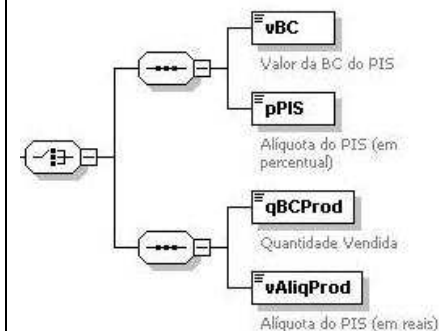 vBC
Valor da BC do PIS
pPIS
Alíquota do PIS (em
percentual)
qBCProd
Quantidade Vendida
vAliqProd
Alíquota do PIS (em reais)